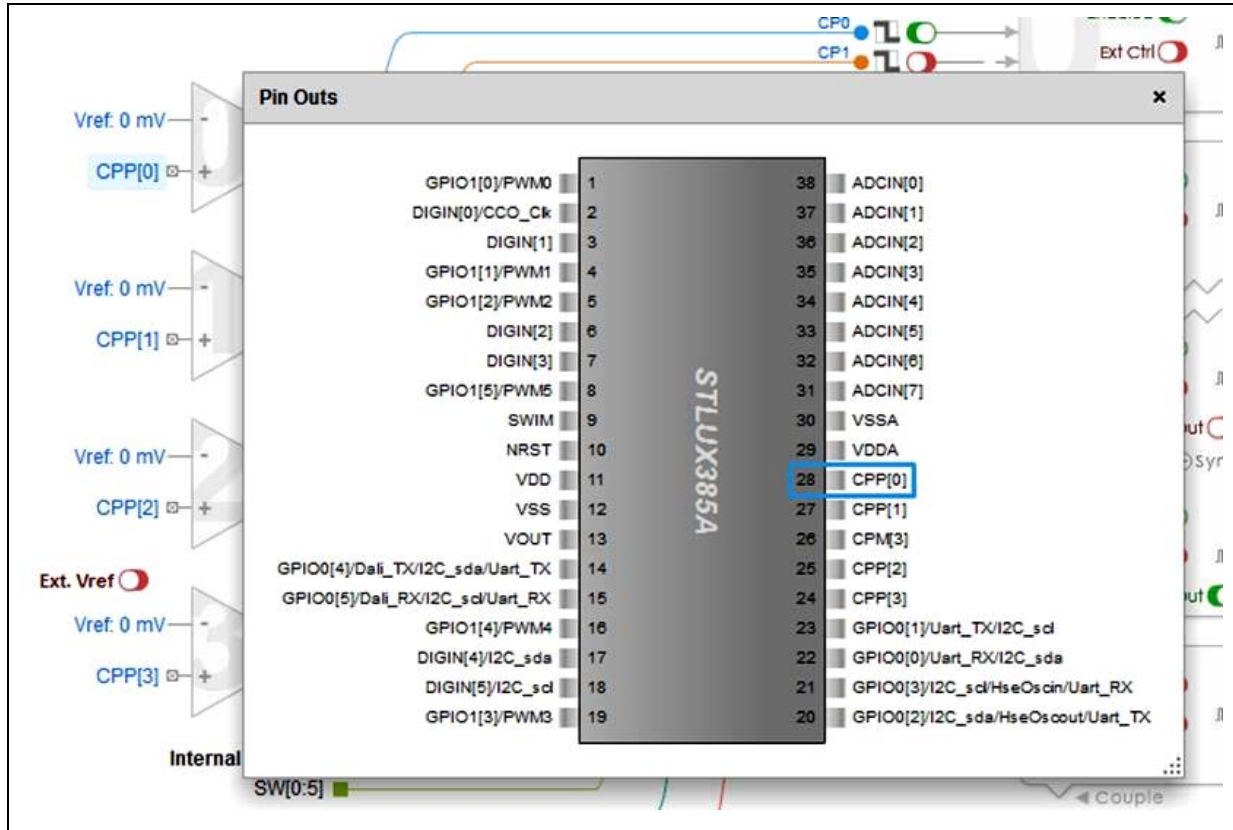 CP0
CP1
Ext Ctrl
Pin Outs
×
Vref: 0 mV
-
CPP[0]
+
0
Vref: 0 mV
-
CPP[1]
+
1
Vref: 0 mV
-
CPP[2]
+
2
Ext. Vref
Vref: 0 mV
-
CPP[3]
+
3
GPIO1[0]/PWM0 1 38 ADCIN[0]
DIGIN[0]/CCO_Clk 2 37 ADCIN[1]
DIGIN[1] 3 36 ADCIN[2]
GPIO1[1]/PWM1 4 35 ADCIN[3]
GPIO1[2]/PWM2 5 34 ADCIN[4]
DIGIN[2] 6 33 ADCIN[5]
DIGIN[3] 7 32 ADCIN[6]
GPIO1[5]/PWM5 8 31 ADCIN[7]
SWIM 9 30 VSSA
NRST 10 29 VDDA
VDD 11 28 CPP[0]
VSS 12 27 CPP[1]
VOUT 13 26 CPM[3]
GPIO0[4]/Dali_TX/I2C_sda/Uart_TX 14 25 CPP[2]
GPIO0[5]/Dali_RX/I2C_scl/Uart_RX 15 24 CPP[3]
GPIO1[4]/PWM4 16 23 GPIO0[1]/Uart_TX/I2C_scl
DIGIN[4]/I2C_sda 17 22 GPIO0[0]/Uart_RX/I2C_sda
DIGIN[5]/I2C_scl 18 21 GPIO0[3]/I2C_scl/HseOscin/Uart_RX
GPIO1[3]/PWM3 19 20 GPIO0[2]/I2C_sda/HseOscout/Uart_TX
STLUX385A
Internal
SW[0:5]
Couple